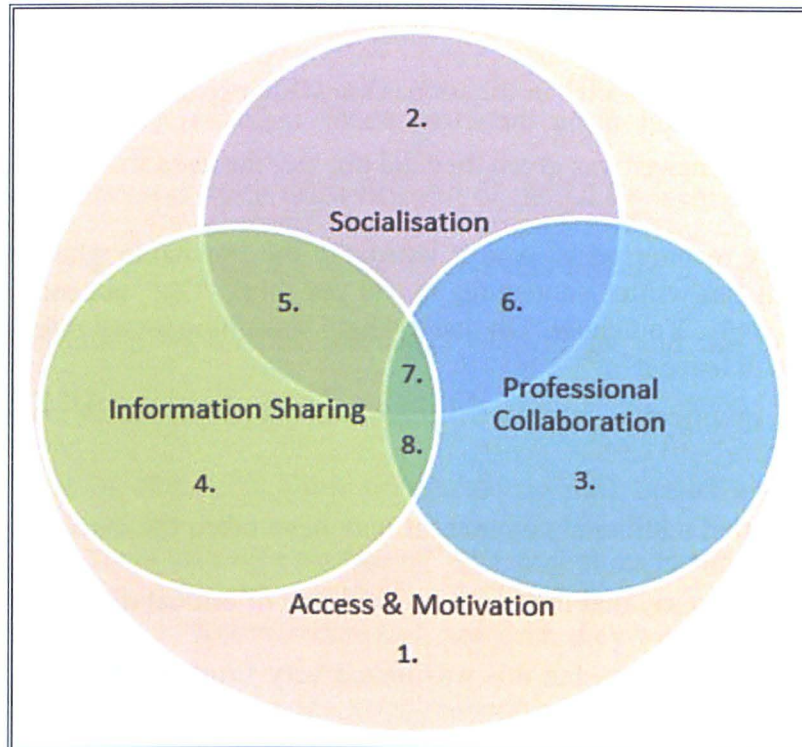 2.
Socialisation
5.
6.
7.
Information Sharing
Professional
Collaboration
8.
4.
3.
Access & Motivation
1.